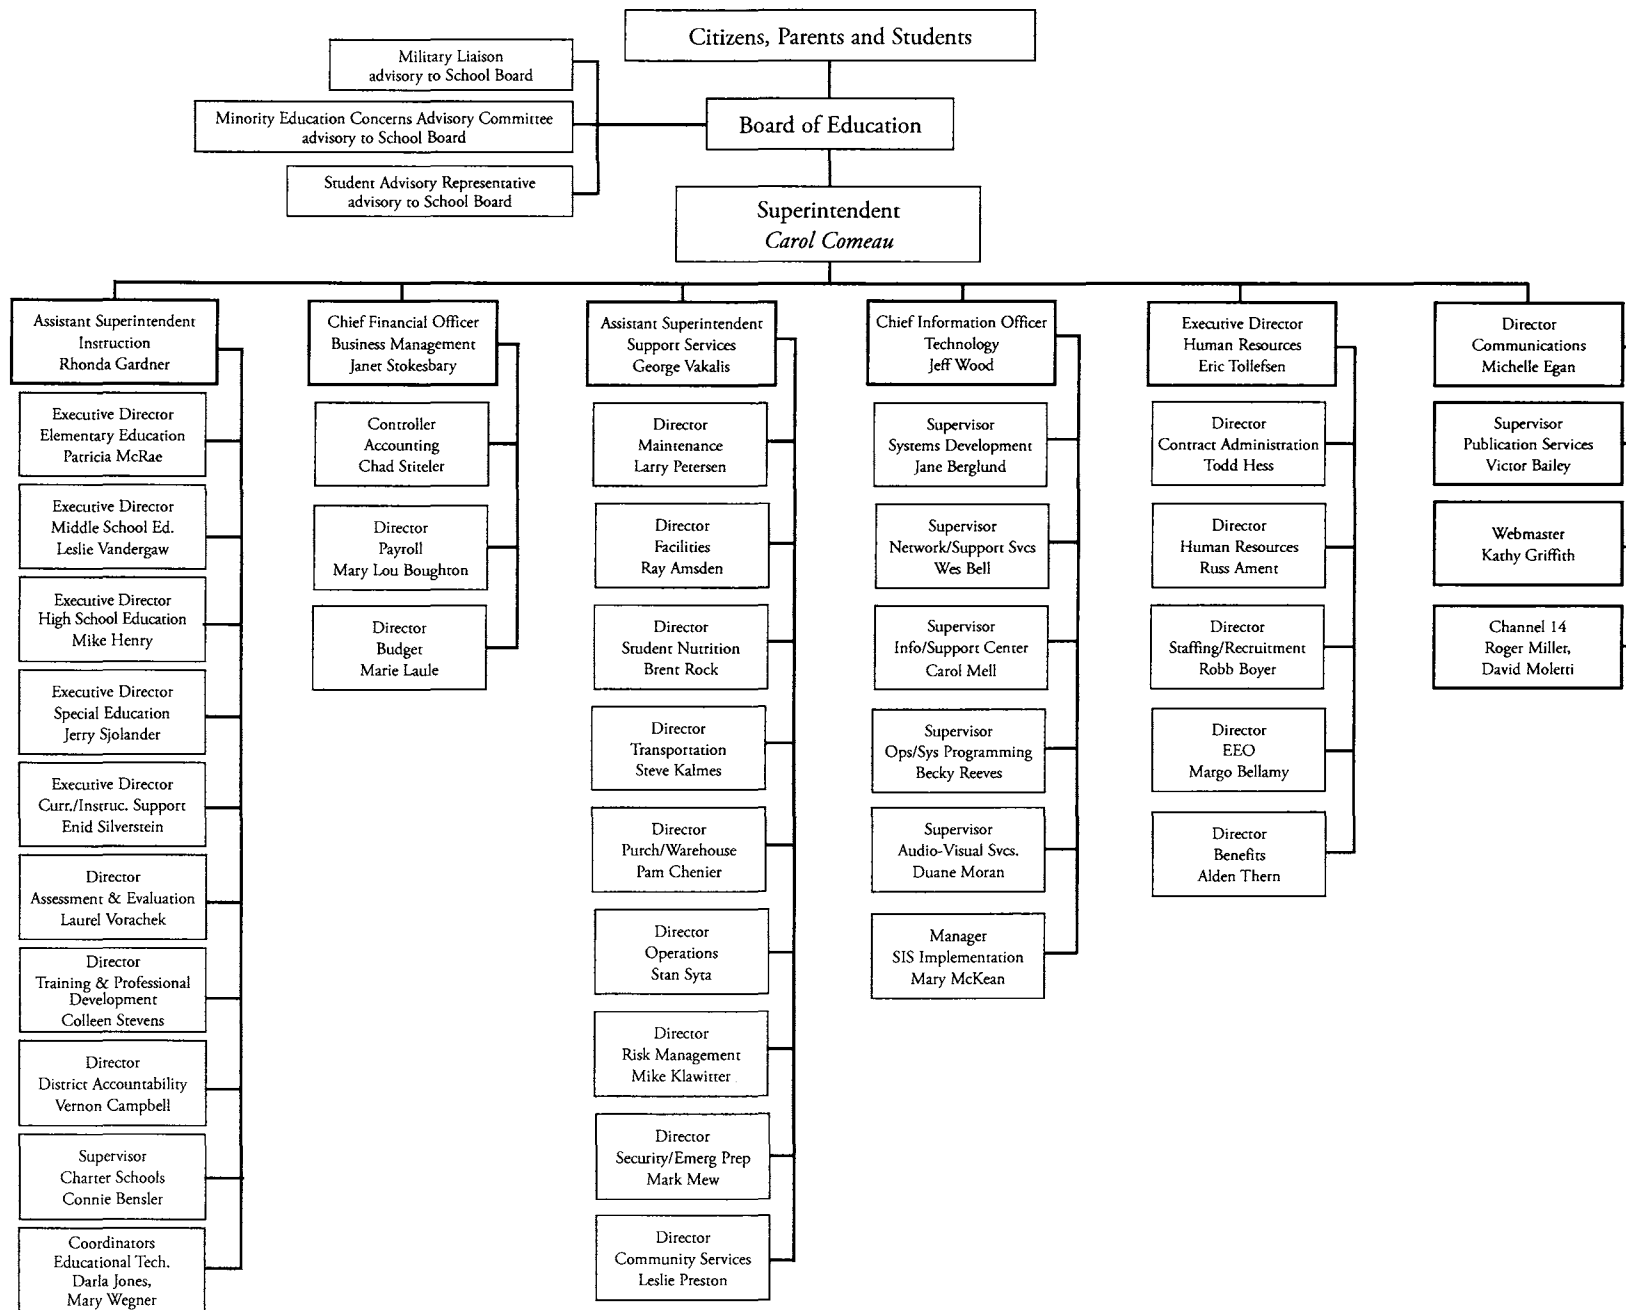 Citizens, Parents and Students
Military Liaison
advisory to School Board
Minority Education Concerns Advisory Committee
advisory to School Board
Board of Education
Student Advisory Representative
advisory to School Board
Superintendent
Carol Comeau
Assistant Superintendent
Instruction
Rhonda Gardner
Executive Director
Elementary Education
Patricia McRae
Executive Director
Middle School Ed.
Leslie Vandergaw
Executive Director
High School Education
Mike Henry
Executive Director
Special Education
Jerry Sjolander
Executive Director
Curr./Instruc. Support
Enid Silverstein
Director
Assessment & Evaluation
Laurel Vorachek
Director
Training & Professional
Development
Colleen Stevens
Director
District Accountability
Vernon Campbell
Supervisor
Charter Schools
Connie Bensler
Coordinators
Educational Tech.
Darla Jones,
Mary Wegner
Chief Financial Officer
Business Management
Janet Stokesbary
Controller
Accounting
Chad Stiteler
Director
Payroll
Mary Lou Boughton
Director
Budget
Marie Laule
Assistant Superintendent
Support Services
George Vakalis
Director
Maintenance
Larry Petersen
Director
Facilities
Ray Amsden
Director
Student Nutrition
Brent Rock
Director
Transportation
Steve Kalmes
Director
Purch/Warehouse
Pam Chenier
Director
Operations
Stan Syta
Director
Risk Management
Mike Klawitter
Director
Security/Emerg Prep
Mark Mew
Director
Community Services
Leslie Preston
Chief Information Officer
Technology
Jeff Wood
Supervisor
Systems Development
Jane Berglund
Supervisor
Network/Support Svcs
Wes Bell
Supervisor
Info/Support Center
Carol Mell
Supervisor
Ops/Sys Programming
Becky Reeves
Supervisor
Audio-Visual Svcs.
Duane Moran
Manager
SIS Implementation
Mary McKean
Executive Director
Human Resources
Eric Tollefsen
Director
Contract Administration
Todd Hess
Director
Human Resources
Russ Ament
Director
Staffing/Recruitment
Robb Boyer
Director
EEO
Margo Bellamy
Director
Benefits
Alden Thern
Director
Communications
Michelle Egan
Supervisor
Publication Services
Victor Bailey
Webmaster
Kathy Griffith
Channel 14
Roger Miller,
David Moletti